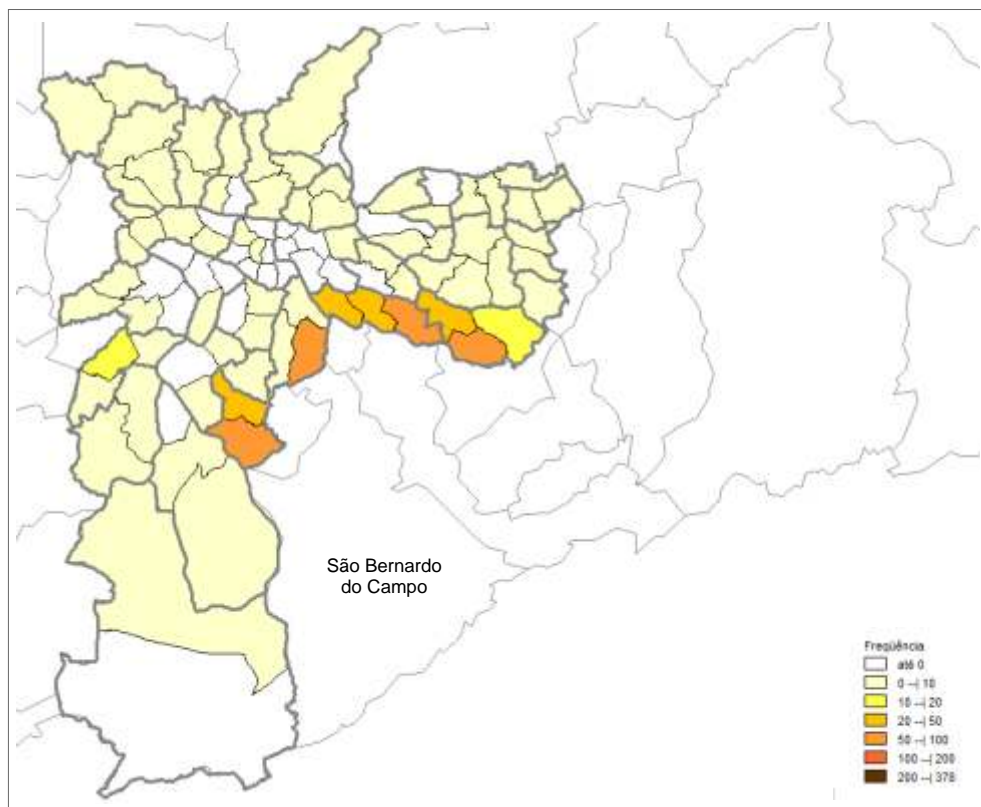 São Bernardo
do Campo
Freqüência
até 0
0 --| 10
10 --| 20
20 --| 50
50 --| 100
100 --| 200
200 --| 378